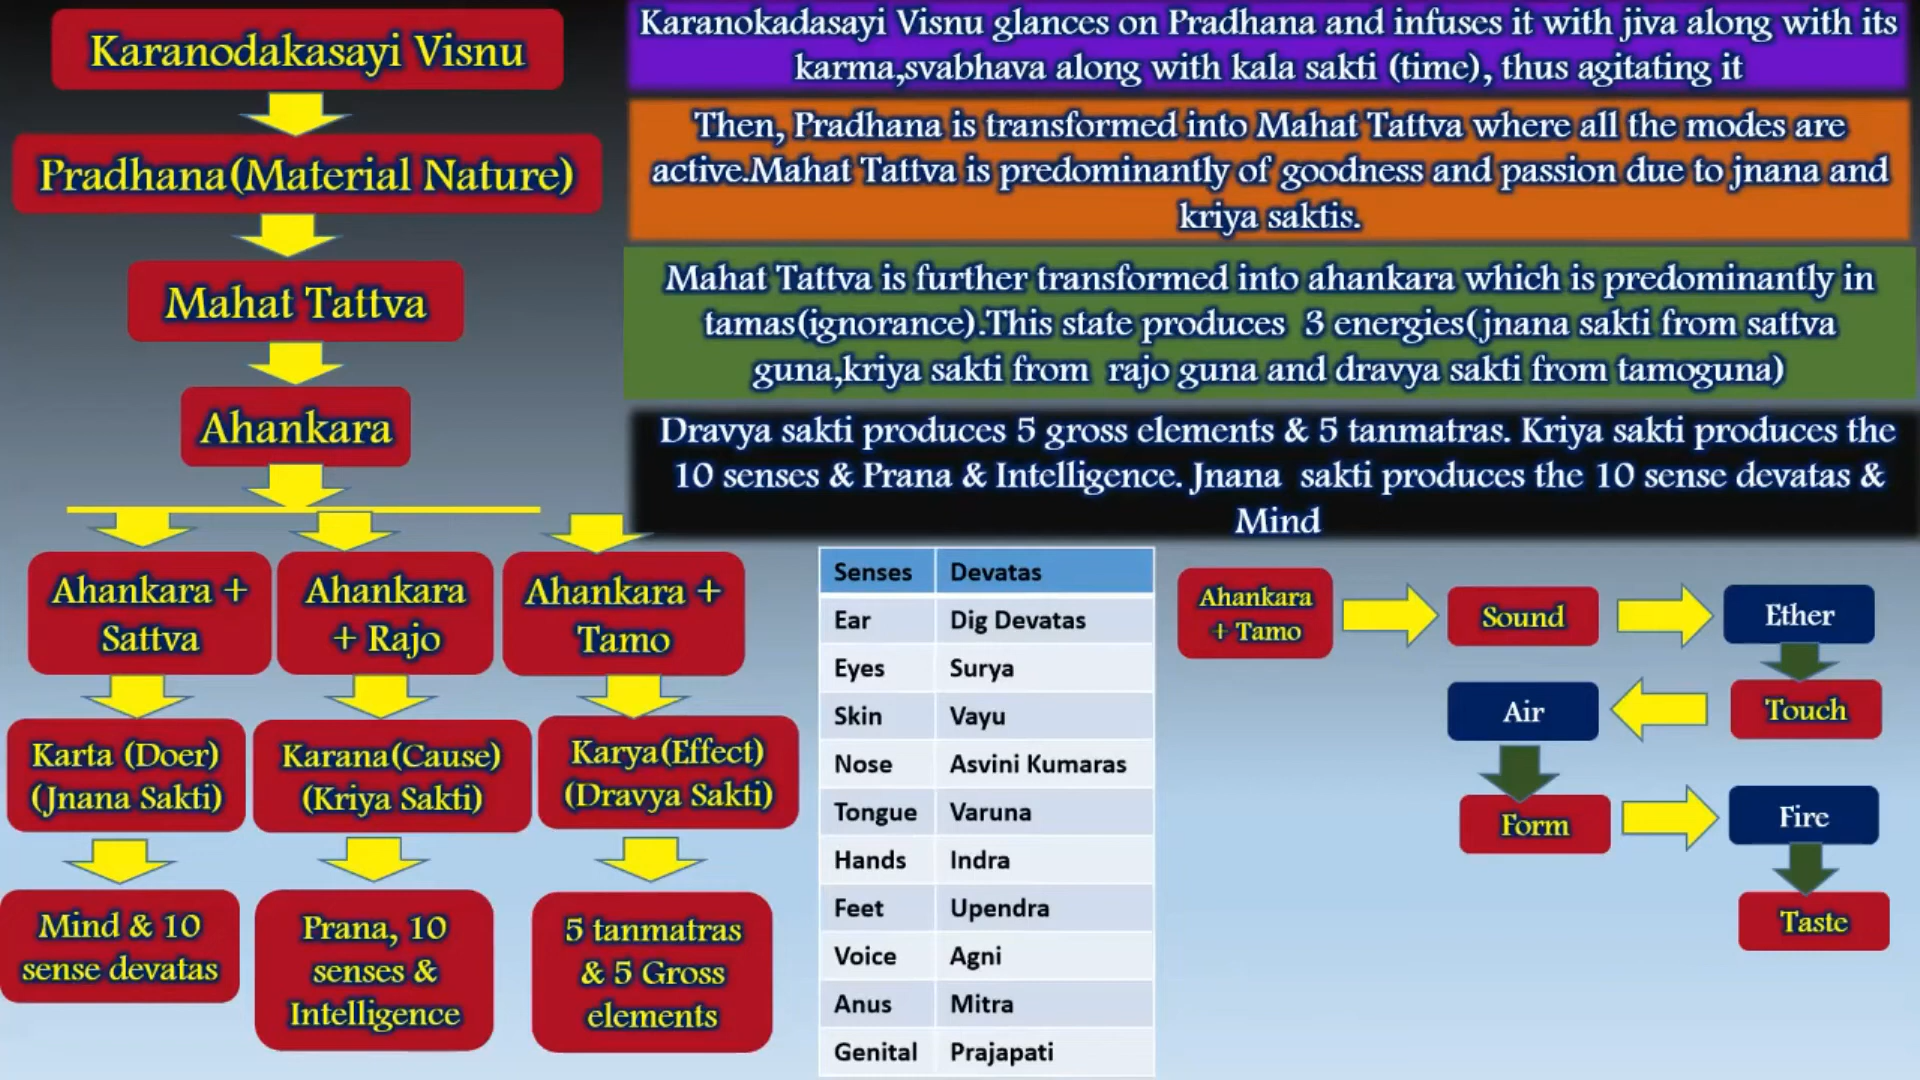 Karanodakasayi Visnu
Pradhana(Material Nature)
Mahat Tattva
Ahankara
Ahankara +
Sattva
Ahankara
+ Rajo
Ahankara +
Tamo
Karta (Doer)
(Jnana Sakti)
Karana(Cause)
(Kriya Sakti)
Karya(Effect)
(Dravya Sakti)
Mind & 10
sense devatas
Prana, 10
senses &
Intelligence
5 tanmatras
& 5 Gross
elements
Karanokadasayi Visnu glances on Pradhana and infuses it with jiva along with its
karma,svabhava along with kala sakti (time), thus agitating it
Then, Pradhana is transformed into Mahat Tattva where all the modes are
active.Mahat Tattva is predominantly of goodness and passion due to jnana and
kriya saktis.
Mahat Tattva is further transformed into ahankara which is predominantly in
tamas(ignorance).This state produces 3 energies(jnana sakti from sattva
guna,kriya sakti from rajo guna and dravya sakti from tamoguna)
Dravya sakti produces 5 gross elements & 5 tanmatras. Kriya sakti produces the
10 senses & Prana & Intelligence. Jnana sakti produces the 10 sense devatas &
Mind
Senses Devatas
Ear Dig Devatas
Eyes Surya
Skin Vayu
Nose Asvini Kumaras
Tongue Varuna
Hands Indra
Feet Upendra
Voice Agni
Anus Mitra
Genital Prajapati
Ahankara
+ Tamo
Sound
Ether
Touch
Air
Form
Fire
Taste